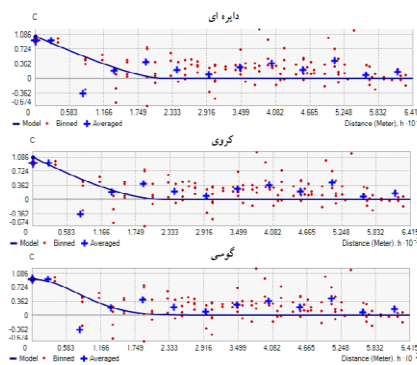 دایره ای
C
1.086
0.724
0.362
0
-0.362
-0.674
0 0.583 1.166 1.749 2.333 2.916 3.499 4.082 4.665 5.248 5.832 6.415
Model Binned Averaged Distance (Meter), h ·10
کروی
C
1.086
0.724
0.362
0
-0.362
-0.674
0 0.583 1.166 1.749 2.333 2.916 3.499 4.082 4.665 5.248 5.832 6.415
Model Binned Averaged Distance (Meter), h ·10
گوسی
C
1.086
0.724
0.362
0
-0.362
-0.674
0 0.583 1.166 1.749 2.333 2.916 3.499 4.082 4.665 5.248 5.832 6.415
Model Binned Averaged Distance (Meter), h ·10